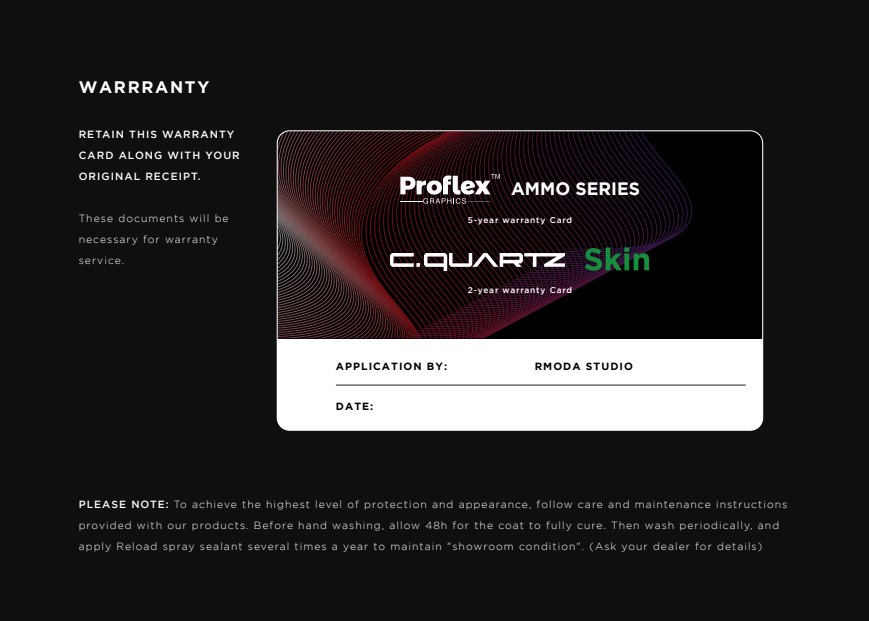 WARRRANTY
RETAIN THIS WARRANTY
CARD ALONG WITH YOUR
ORIGINAL RECEIPT.
These documents will be
necessary for warranty
service.
Proflex™ AMMO SERIES
GRAPHICS
5-year warranty Card
C.QUARTZ Skin
2-year warranty Card
APPLICATION BY: RMODA STUDIO
DATE:
PLEASE NOTE: To achieve the highest level of protection and appearance, follow care and maintenance instructions
provided with our products. Before hand washing, allow 48h for the coat to fully cure. Then wash periodically, and
apply Reload spray sealant several times a year to maintain "showroom condition". (Ask your dealer for details)